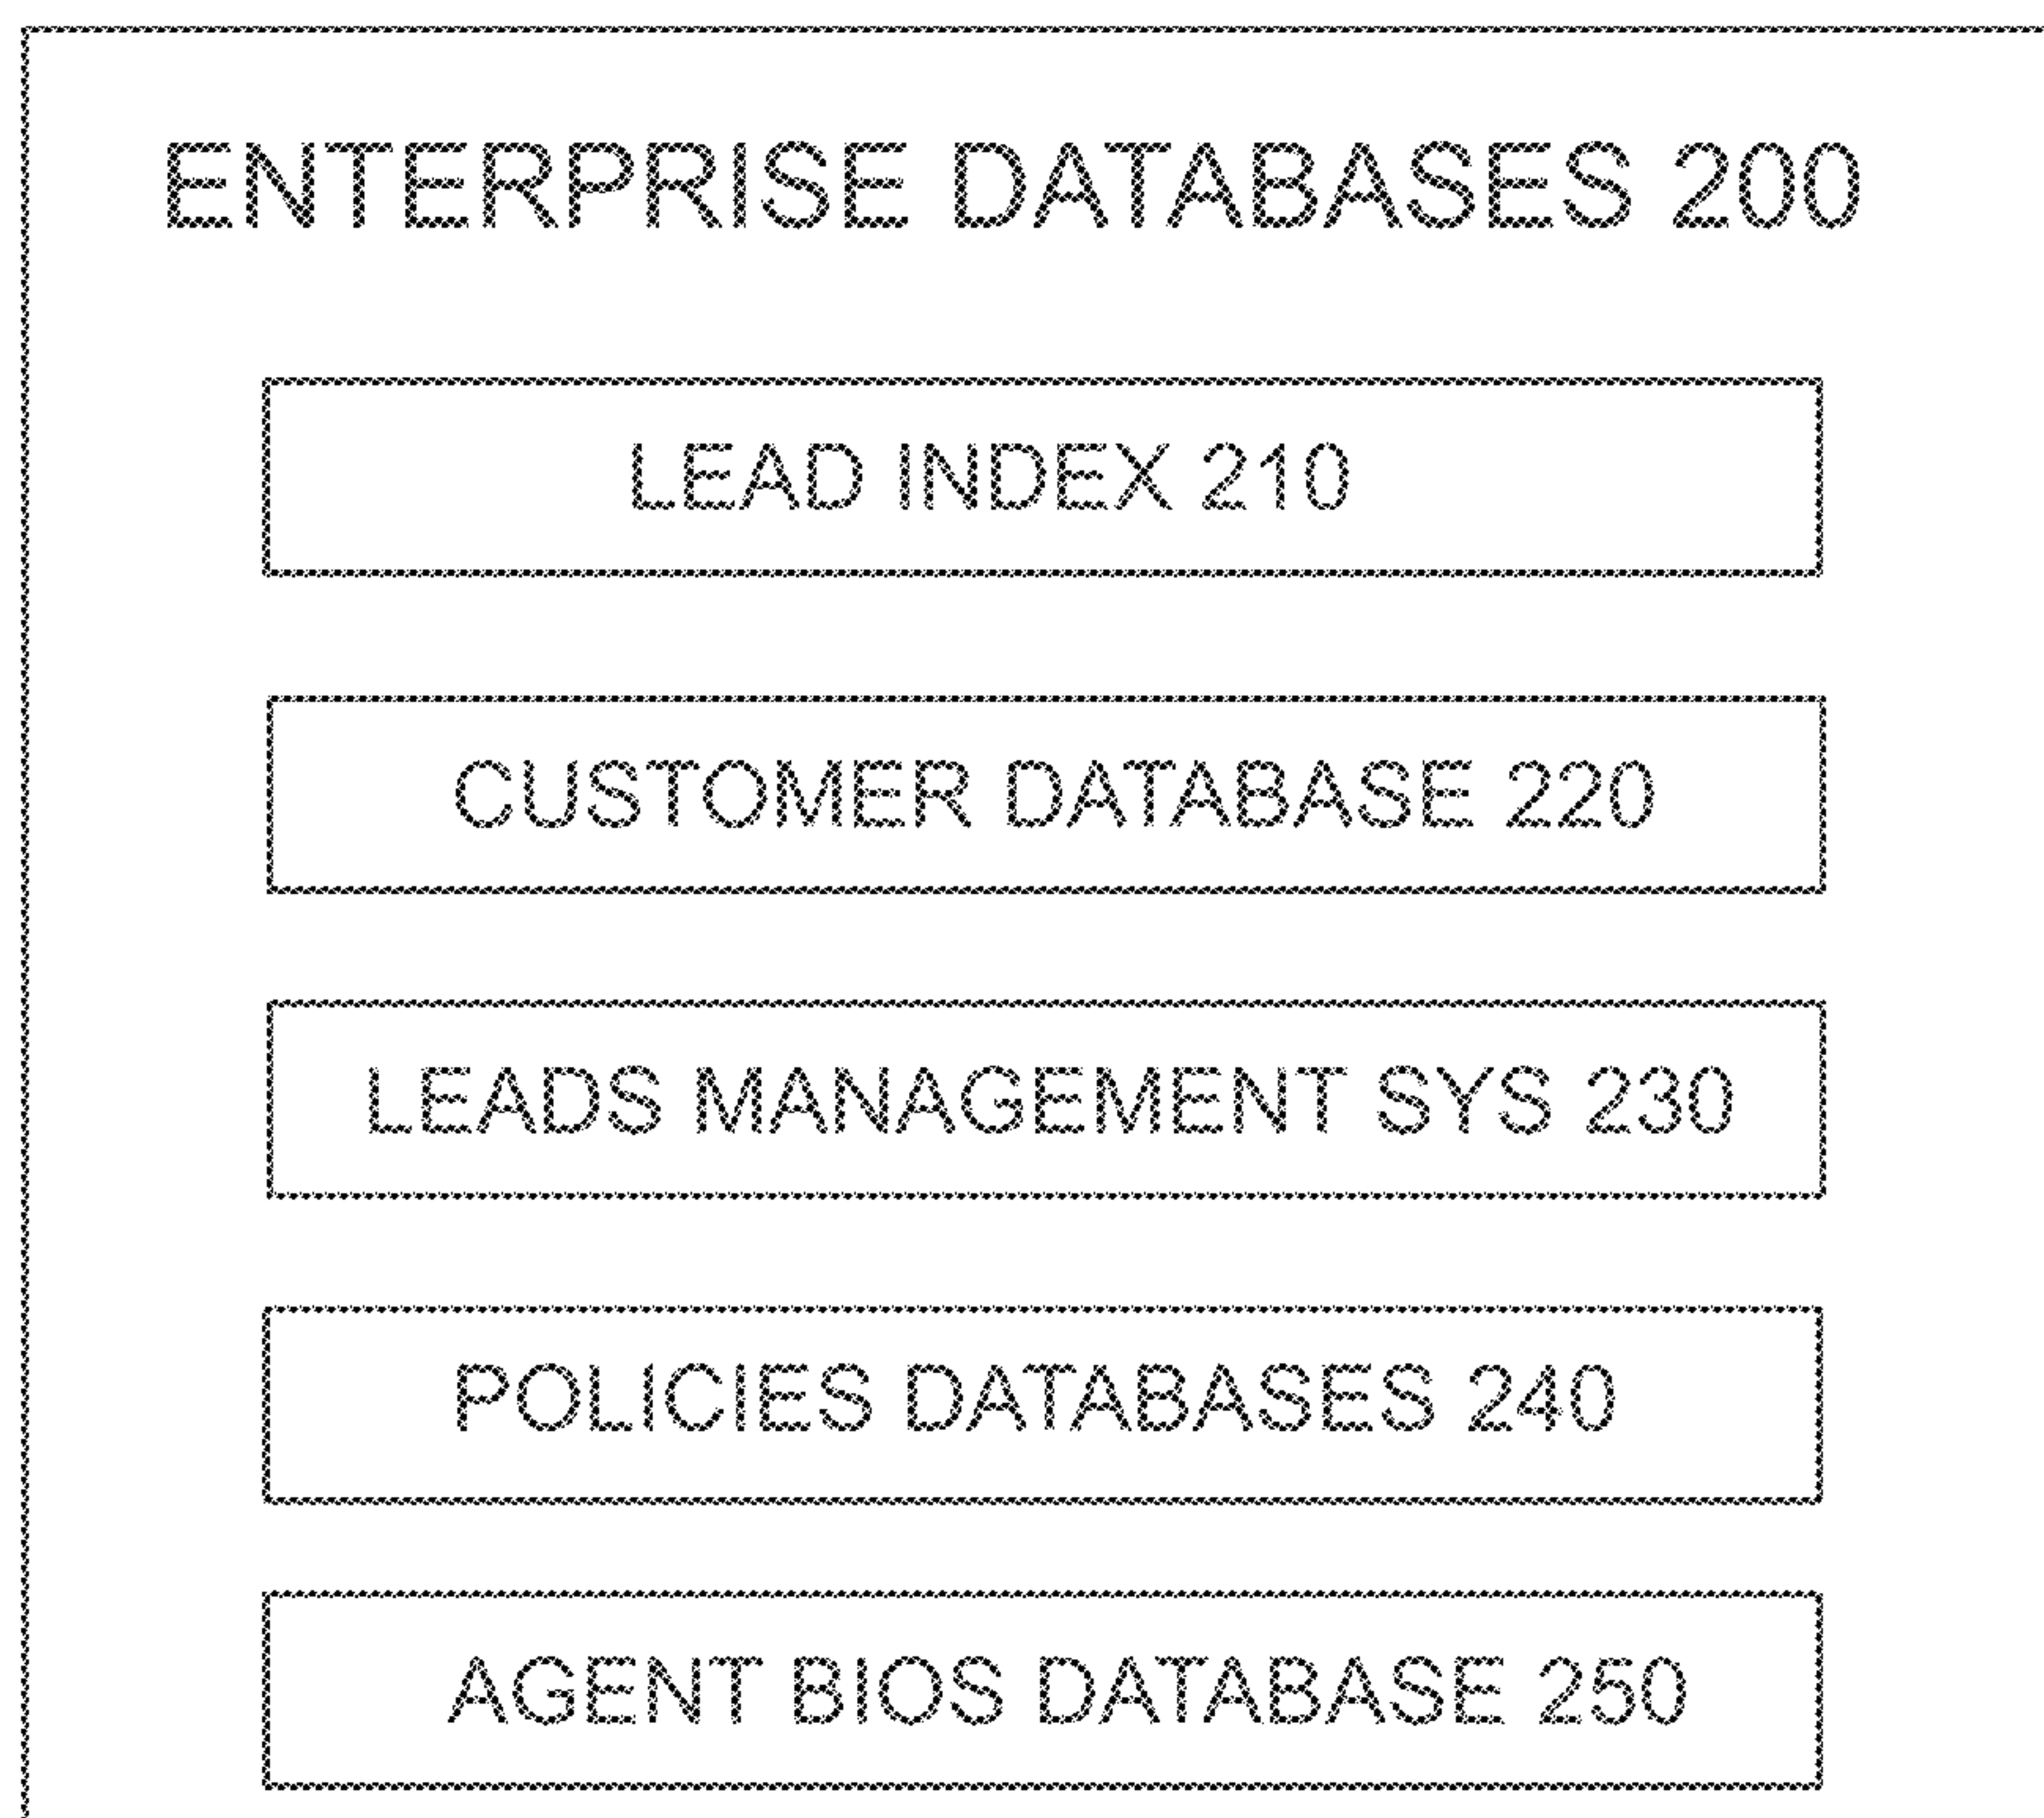 ENTERPRISE DATABASES 200
LEAD INDEX 210
CUSTOMER DATABASE 220
LEADS MANAGEMENT SYS 230
POLICIES DATABASES 240
AGENT BIOS DATABASE 250